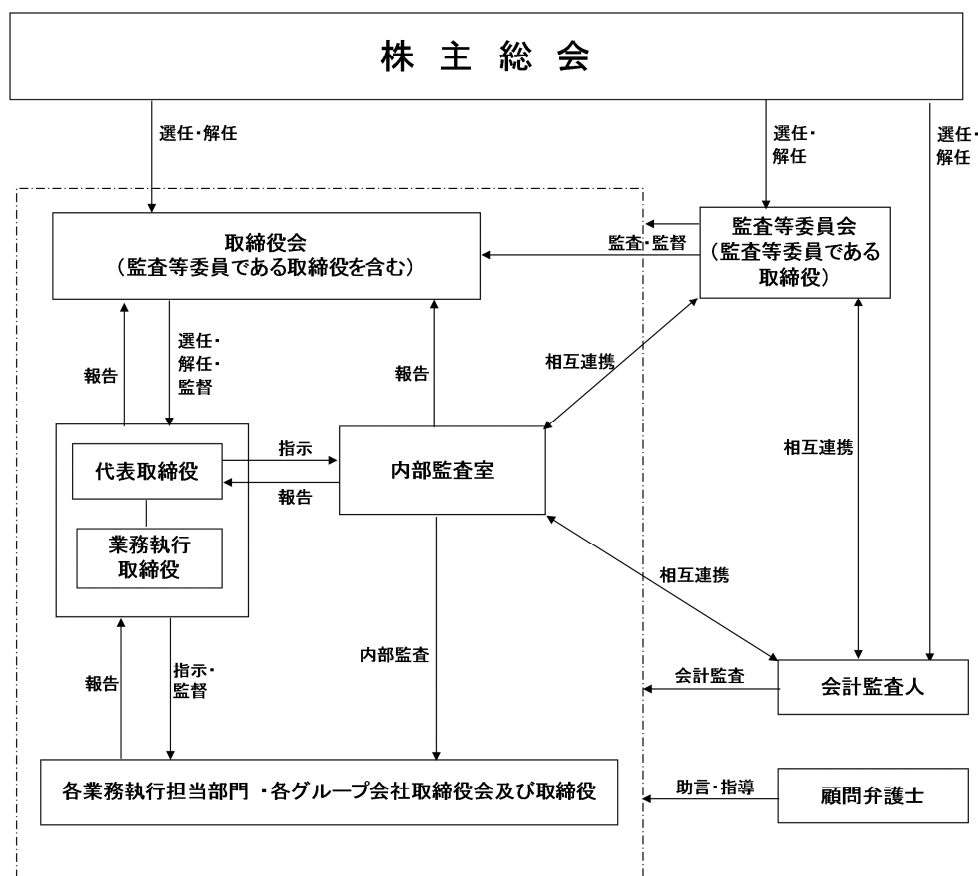 株主総会
選任・解任
選任・
解任
選任・
解任
取締役会
（監査等委員である取締役を含む）
監査・監督
監査等委員会
（監査等委員である
取締役）
報告
選任・
解任・
監督
報告
相互連携
相互連携
代表取締役
指示
報告
内部監査室
業務執行
取締役
相互連携
報告
指示・
監督
内部監査
会計監査
会計監査人
各業務執行担当部門 ・各グループ会社取締役会及び取締役
助言・指導
顧問弁護士